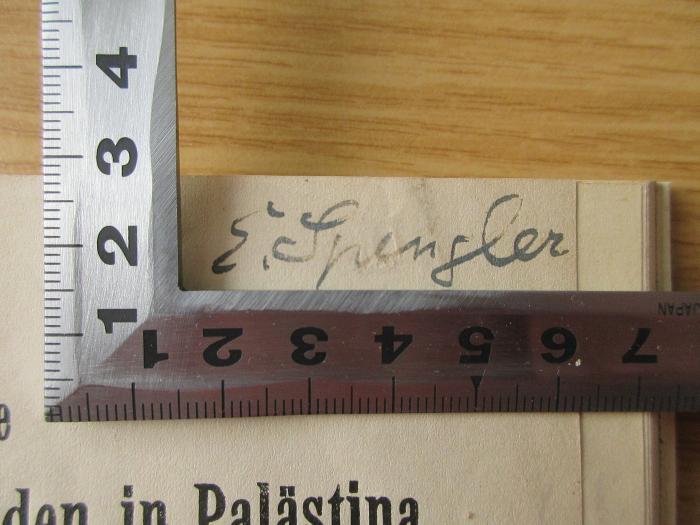 E. Spengler
4
3
2
1
1 2 3 4 5 6 7
JAPAN
e
den in Palästina